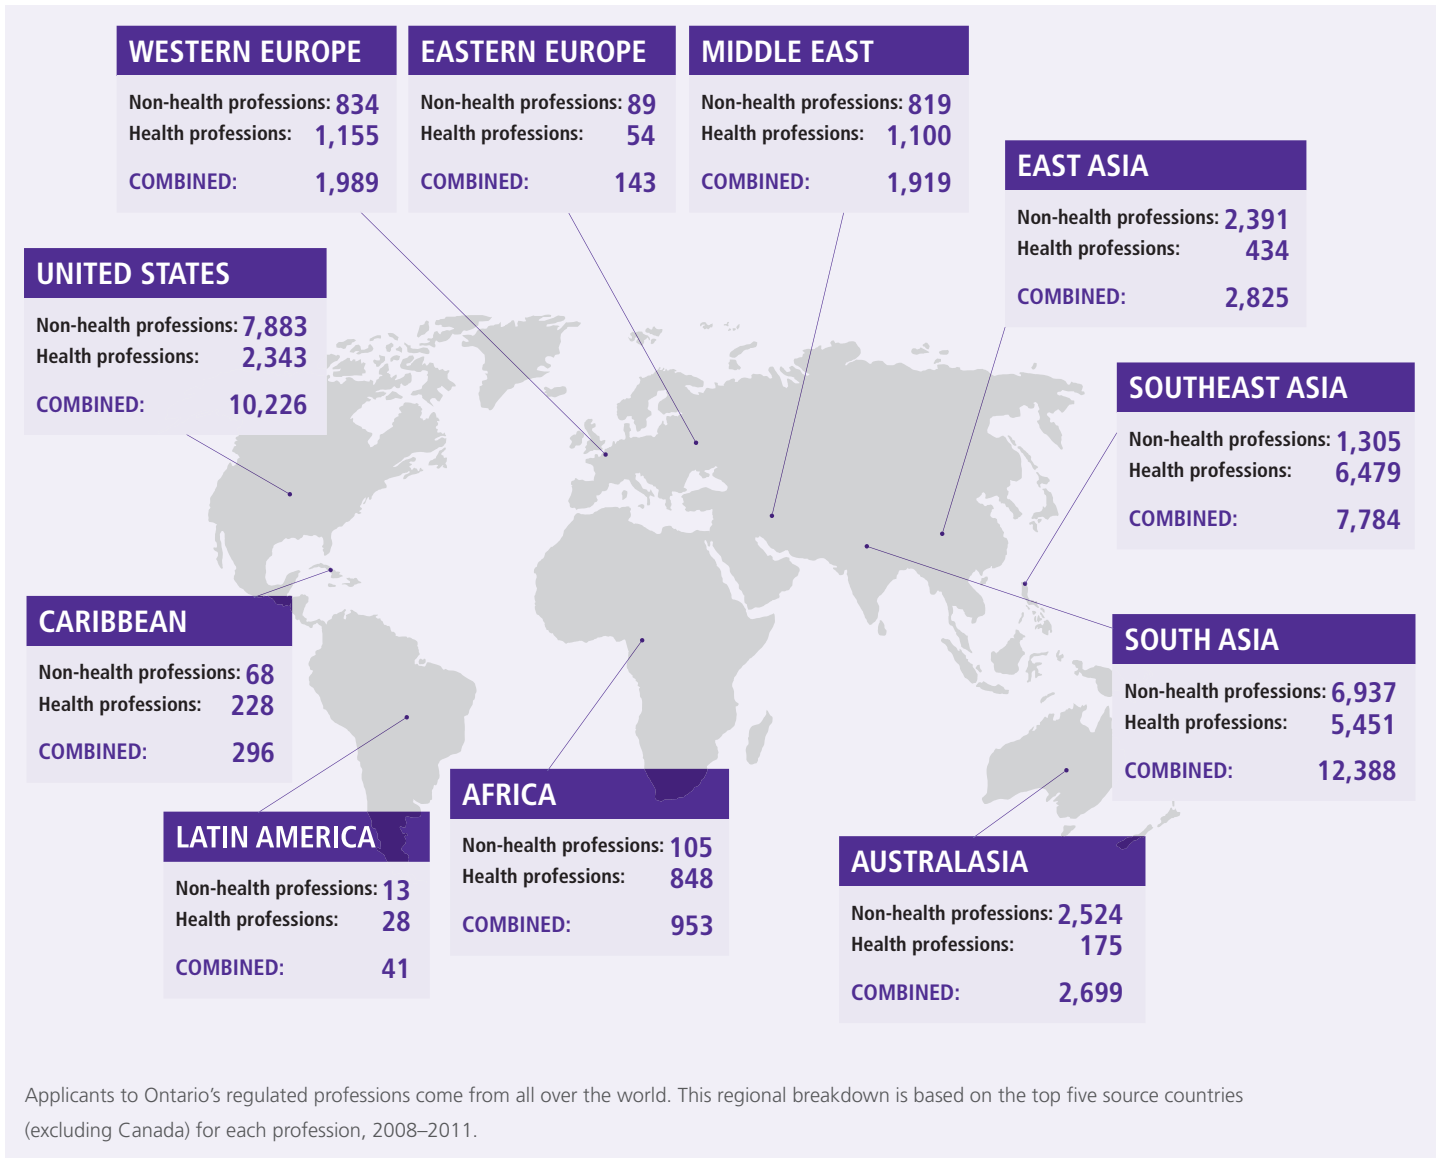 WESTERN EUROPE
Non-health professions: 834
Health professions: 1,155
COMBINED: 1,989
EASTERN EUROPE
Non-health professions: 89
Health professions: 54
COMBINED: 143
MIDDLE EAST
Non-health professions: 819
Health professions: 1,100
COMBINED: 1,919
EAST ASIA
Non-health professions: 2,391
Health professions: 434
COMBINED: 2,825
UNITED STATES
Non-health professions: 7,883
Health professions: 2,343
COMBINED: 10,226
SOUTHEAST ASIA
Non-health professions: 1,305
Health professions: 6,479
COMBINED: 7,784
CARIBBEAN
Non-health professions: 68
Health professions: 228
COMBINED: 296
SOUTH ASIA
Non-health professions: 6,937
Health professions: 5,451
COMBINED: 12,388
LATIN AMERICA
Non-health professions: 13
Health professions: 28
COMBINED: 41
AFRICA
Non-health professions: 105
Health professions: 848
COMBINED: 953
AUSTRALASIA
Non-health professions: 2,524
Health professions: 175
COMBINED: 2,699
Applicants to Ontario's regulated professions come from all over the world. This regional breakdown is based on the top five source countries
(excluding Canada) for each profession, 2008–2011.